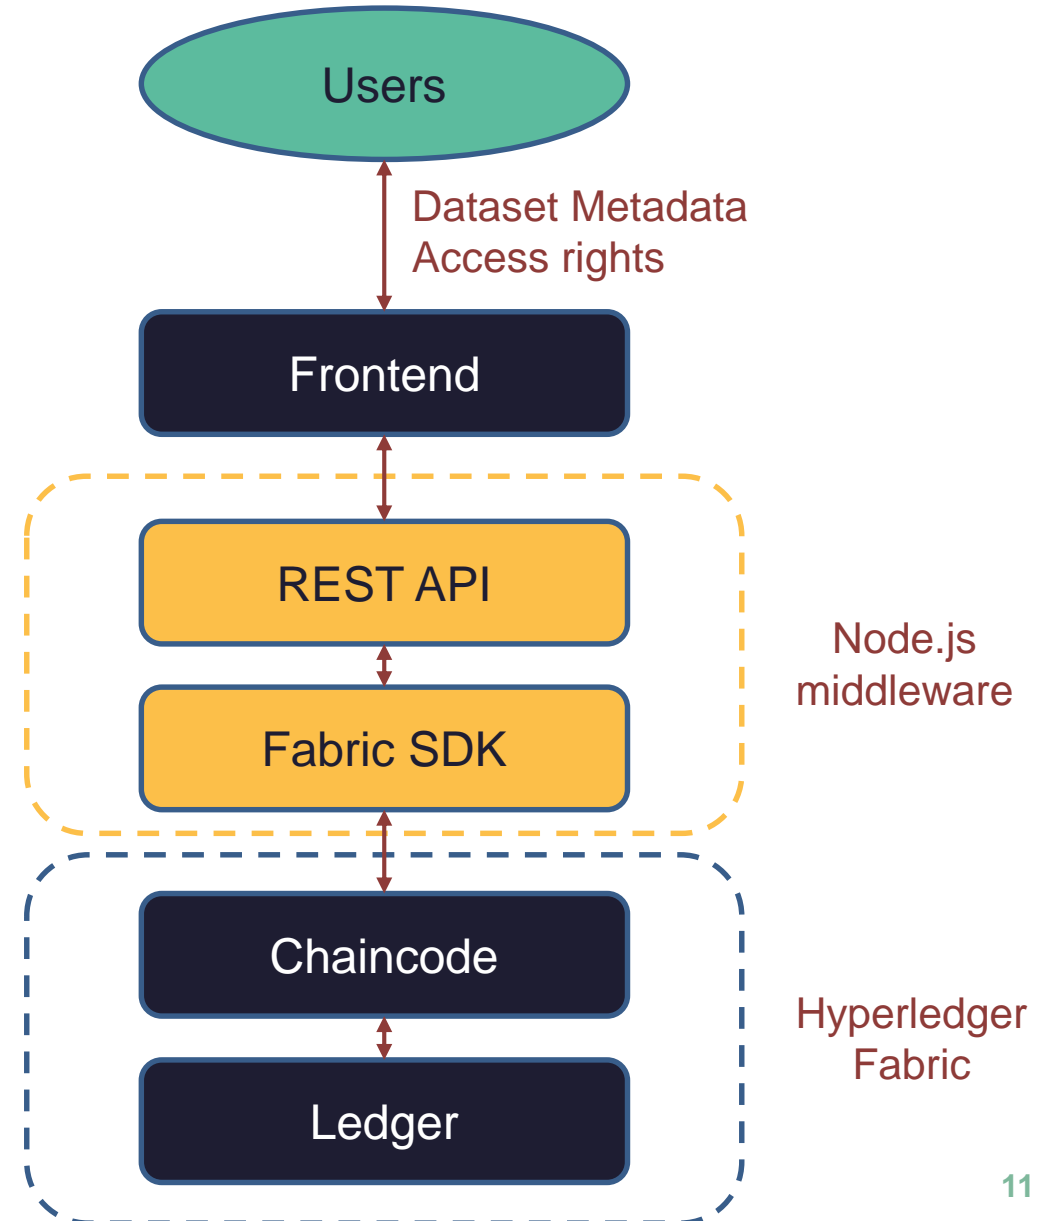 Users
Dataset Metadata
Access rights
Frontend
REST API
Node.js
middleware
Fabric SDK
Chaincode
Hyperledger
Fabric
Ledger
11